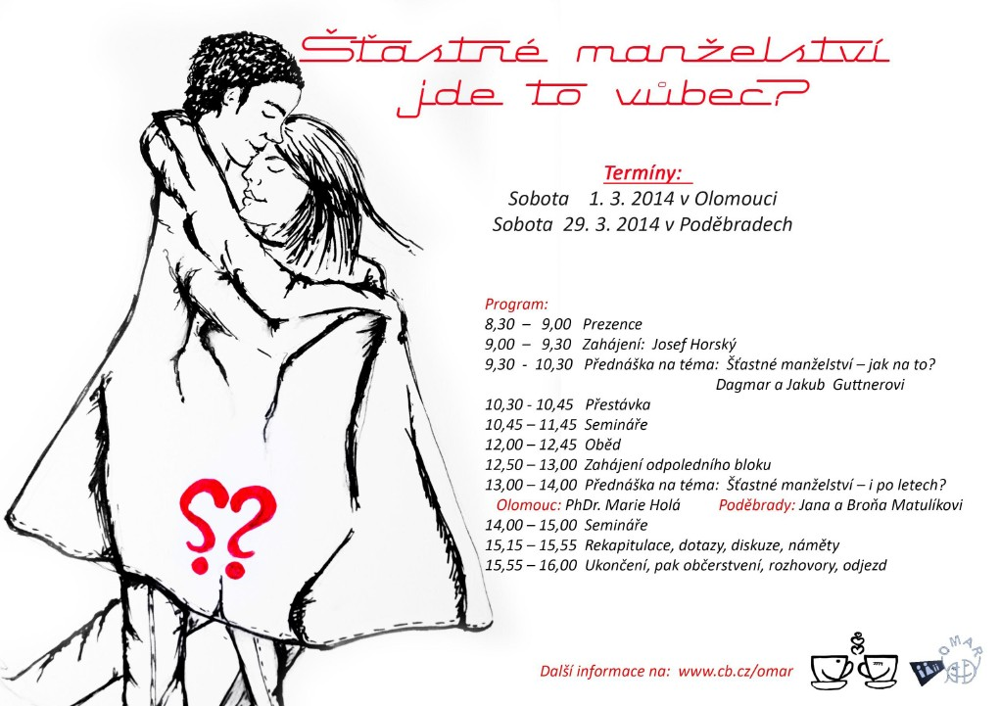 Šťastné manželství
jde to vůbec?
Termíny:
Sobota 1. 3. 2014 v Olomouci
Sobota 29. 3. 2014 v Poděbradech
Program:
8,30 – 9,00 Prezence
9,00 – 9,30 Zahájení: Josef Horský
9,30 - 10,30 Přednáška na téma: Šťastné manželství – jak na to?
Dagmar a Jakub Guttnerovi
10,30 - 10,45 Přestávka
10,45 – 11,45 Semináře
12,00 – 12,45 Oběd
12,50 – 13,00 Zahájení odpoledního bloku
13,00 – 14,00 Přednáška na téma: Šťastné manželství – i po letech?
Olomouc: PhDr. Marie Holá Poděbrady: Jana a Broňa Matulíkovi
14,00 – 15,00 Semináře
15,15 – 15,55 Rekapitulace, dotazy, diskuze, náměty
15,55 – 16,00 Ukončení, pak občerstvení, rozhovory, odjezd
??
Další informace na: www.cb.cz/omar
OMAR